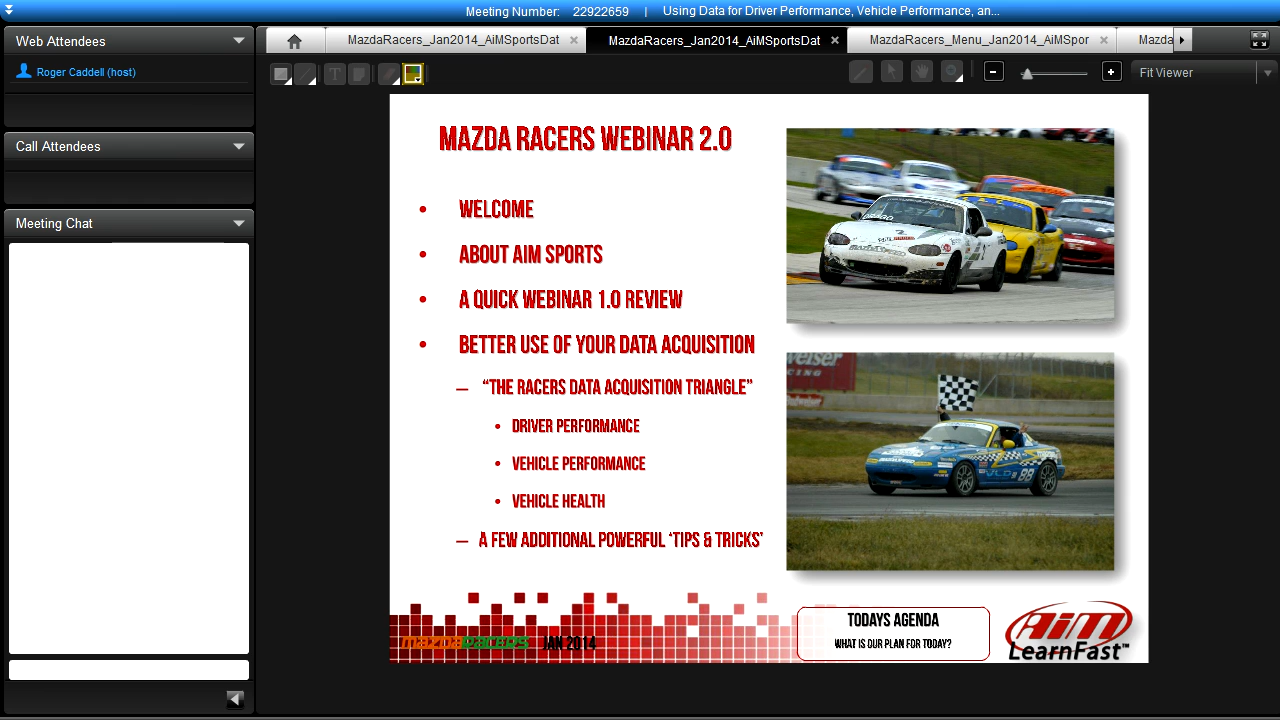 Meeting Number: 22922659 | Using Data for Driver Performance, Vehicle Performance, an...
Web Attendees
Roger Caddell (host)
Call Attendees
Meeting Chat
MazdaRacers_Jan2014_AiMSportsDat
MazdaRacers_Jan2014_AiMSportsDat
MazdaRacers_Menu_Jan2014_AiMSpor
Mazda
T
Fit Viewer
MAZDA RACERS WEBINAR 2.0
• WELCOME
• ABOUT AIM SPORTS
• A QUICK WEBINAR 1.0 REVIEW
• BETTER USE OF YOUR DATA ACQUISITION
– “THE RACERS DATA ACQUISITION TRIANGLE”
• DRIVER PERFORMANCE
• VEHICLE PERFORMANCE
• VEHICLE HEALTH
– A FEW ADDITIONAL POWERFUL ‘TIPS & TRICKS’
88
MAZDARACERS JAN 2014
TODAYS AGENDA
WHAT IS OUR PLAN FOR TODAY?
AiM
LearnFast™